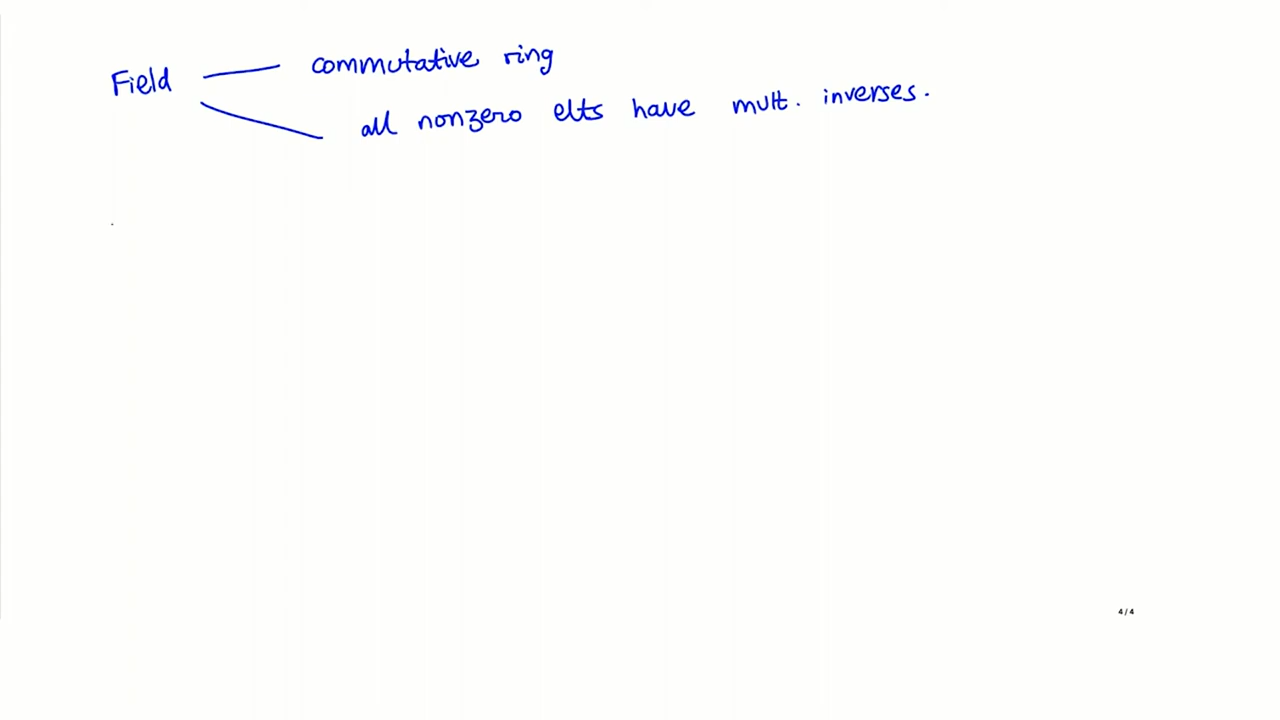 Field — commutative ring
all nonzero elts have mult. inverses.
4/4